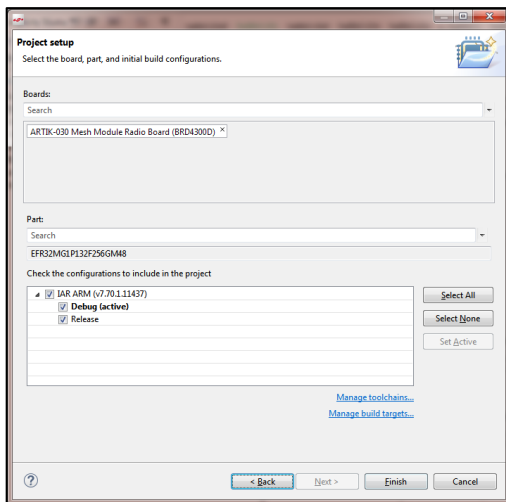 Project setup
Select the board, part, and initial build configurations.
Boards:
Search
ARTIK-030 Mesh Module Radio Board (BRD4300D) ×
Part:
Search
EFR32MG1P132F256GM48
Check the configurations to include in the project
IAR ARM (v7.70.1.11437)
Debug (active)
Release
Select All
Select None
Set Active
Manage toolchains...
Manage build targets...
? < Back Next > Finish Cancel